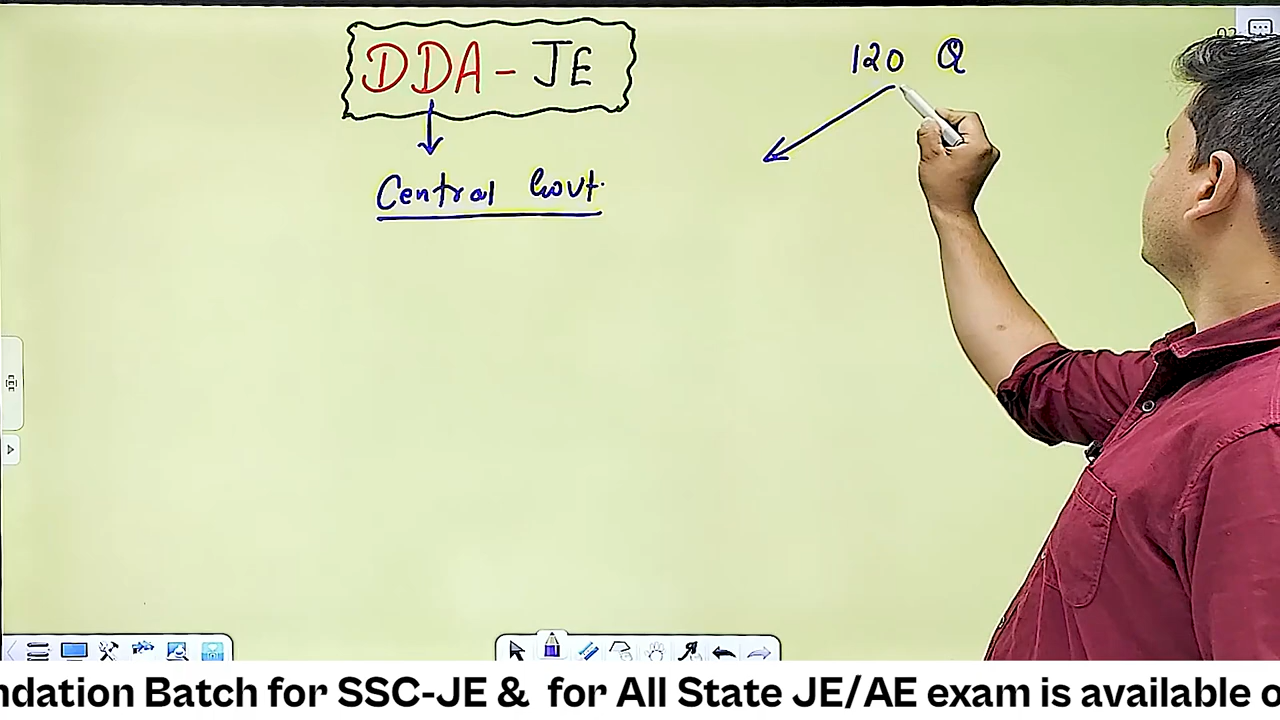 DDA - JE
120 Q
Central Govt.
ndation Batch for SSC-JE & for All State JE/AE exam is available o